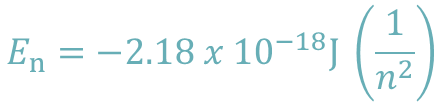 Eₙ = −2.18 x 10⁻¹⁸J (1/n²)